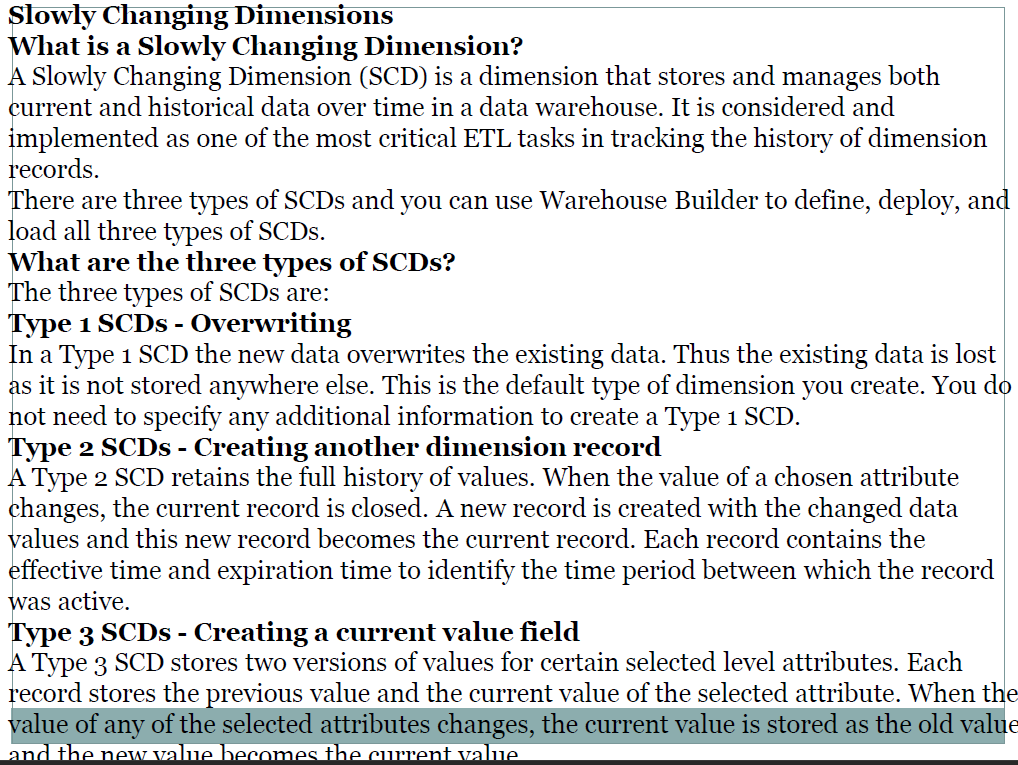 Slowly Changing Dimensions
What is a Slowly Changing Dimension?
A Slowly Changing Dimension (SCD) is a dimension that stores and manages both
current and historical data over time in a data warehouse. It is considered and
implemented as one of the most critical ETL tasks in tracking the history of dimension
records.
There are three types of SCDs and you can use Warehouse Builder to define, deploy, and
load all three types of SCDs.
What are the three types of SCDs?
The three types of SCDs are:
Type 1 SCDs - Overwriting
In a Type 1 SCD the new data overwrites the existing data. Thus the existing data is lost
as it is not stored anywhere else. This is the default type of dimension you create. You do
not need to specify any additional information to create a Type 1 SCD.
Type 2 SCDs - Creating another dimension record
A Type 2 SCD retains the full history of values. When the value of a chosen attribute
changes, the current record is closed. A new record is created with the changed data
values and this new record becomes the current record. Each record contains the
effective time and expiration time to identify the time period between which the record
was active.
Type 3 SCDs - Creating a current value field
A Type 3 SCD stores two versions of values for certain selected level attributes. Each
record stores the previous value and the current value of the selected attribute. When the
value of any of the selected attributes changes, the current value is stored as the old value
and the new value becomes the current value